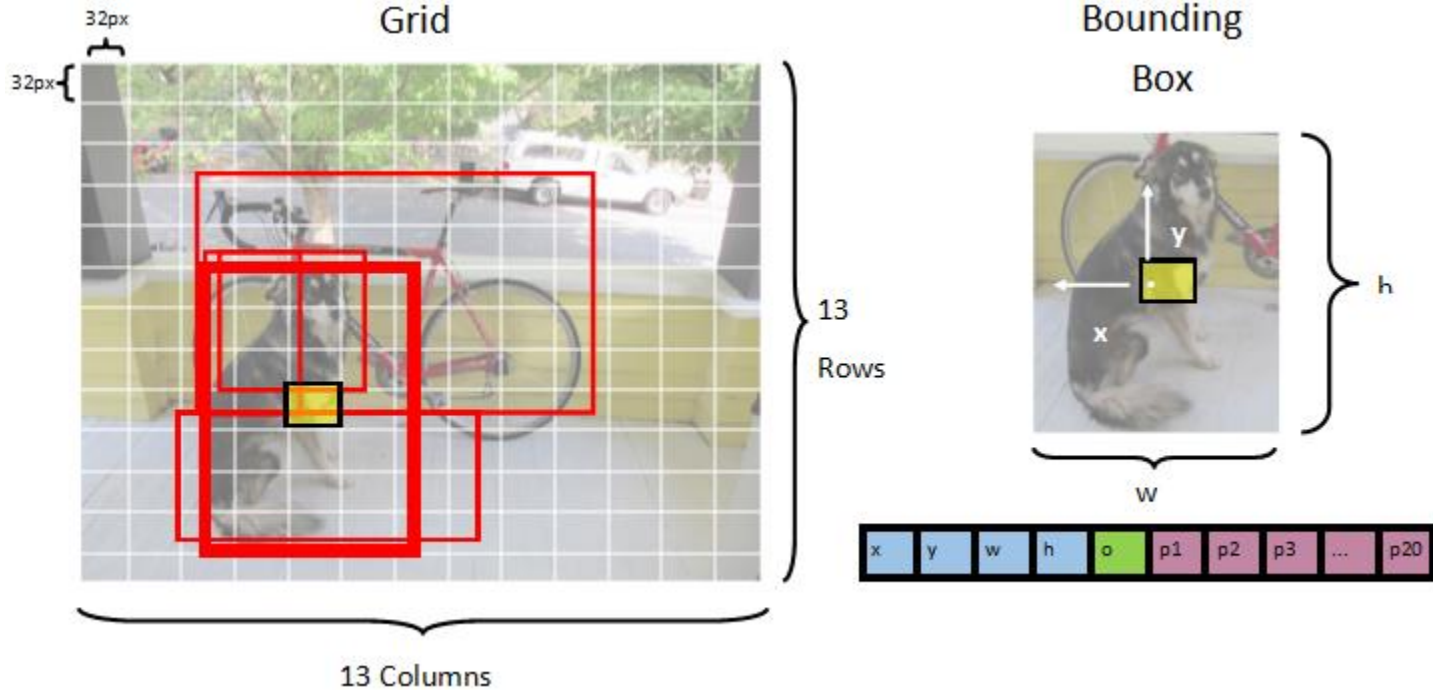 32px
Grid
32px
13
Rows
13 Columns
Bounding
Box
y
x
h
w
x y w h o p1 p2 p3 ... p20